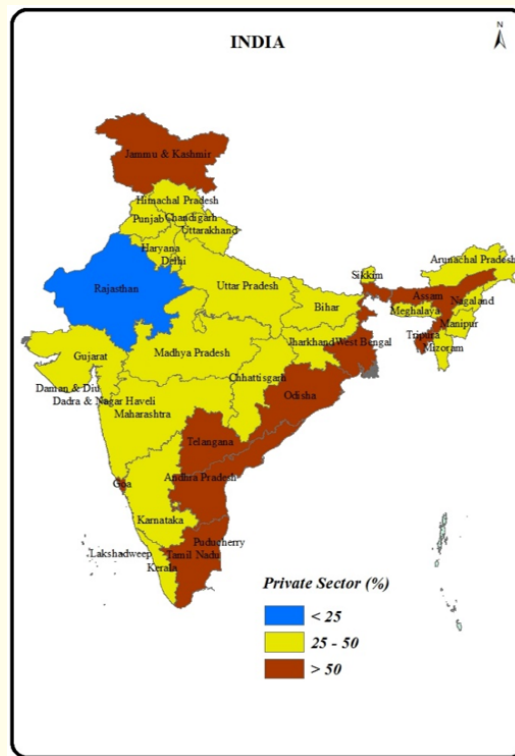 INDIA
N
Jammu & Kashmir
Himachal Pradesh
Punjab
Chandigarh
Uttarakhand
Haryana
Delhi
Rajasthan
Uttar Pradesh
Sikkim
Arunachal Pradesh
Assam
Nagaland
Meghalaya
Manipur
Bihar
Tripura
Mizoram
Jharkhand
West Bengal
Gujarat
Madhya Pradesh
Chhattisgarh
Daman & Diu
Dadra & Nagar Haveli
Odisha
Maharashtra
Telangana
Goa
Andhra Pradesh
Karnataka
Puducherry
Lakshadweep
Tamil Nadu
Kerala
Private Sector (%)
< 25
25 - 50
> 50